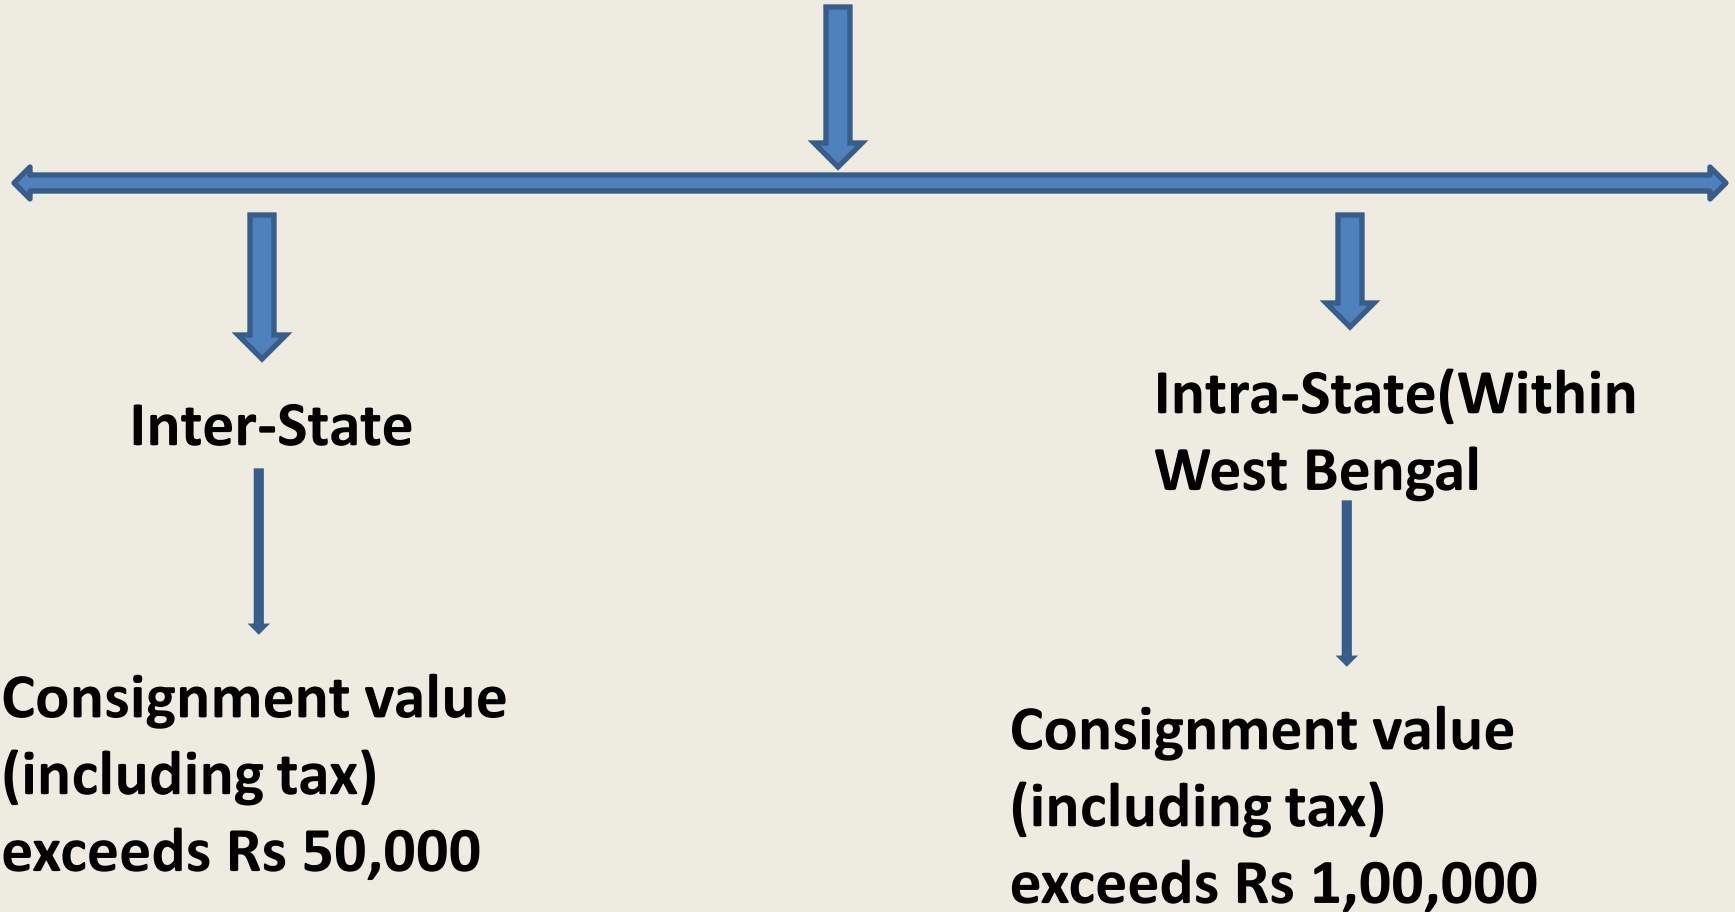 Inter-State
Intra-State(Within
West Bengal
Consignment value
(including tax)
exceeds Rs 50,000
Consignment value
(including tax)
exceeds Rs 1,00,000